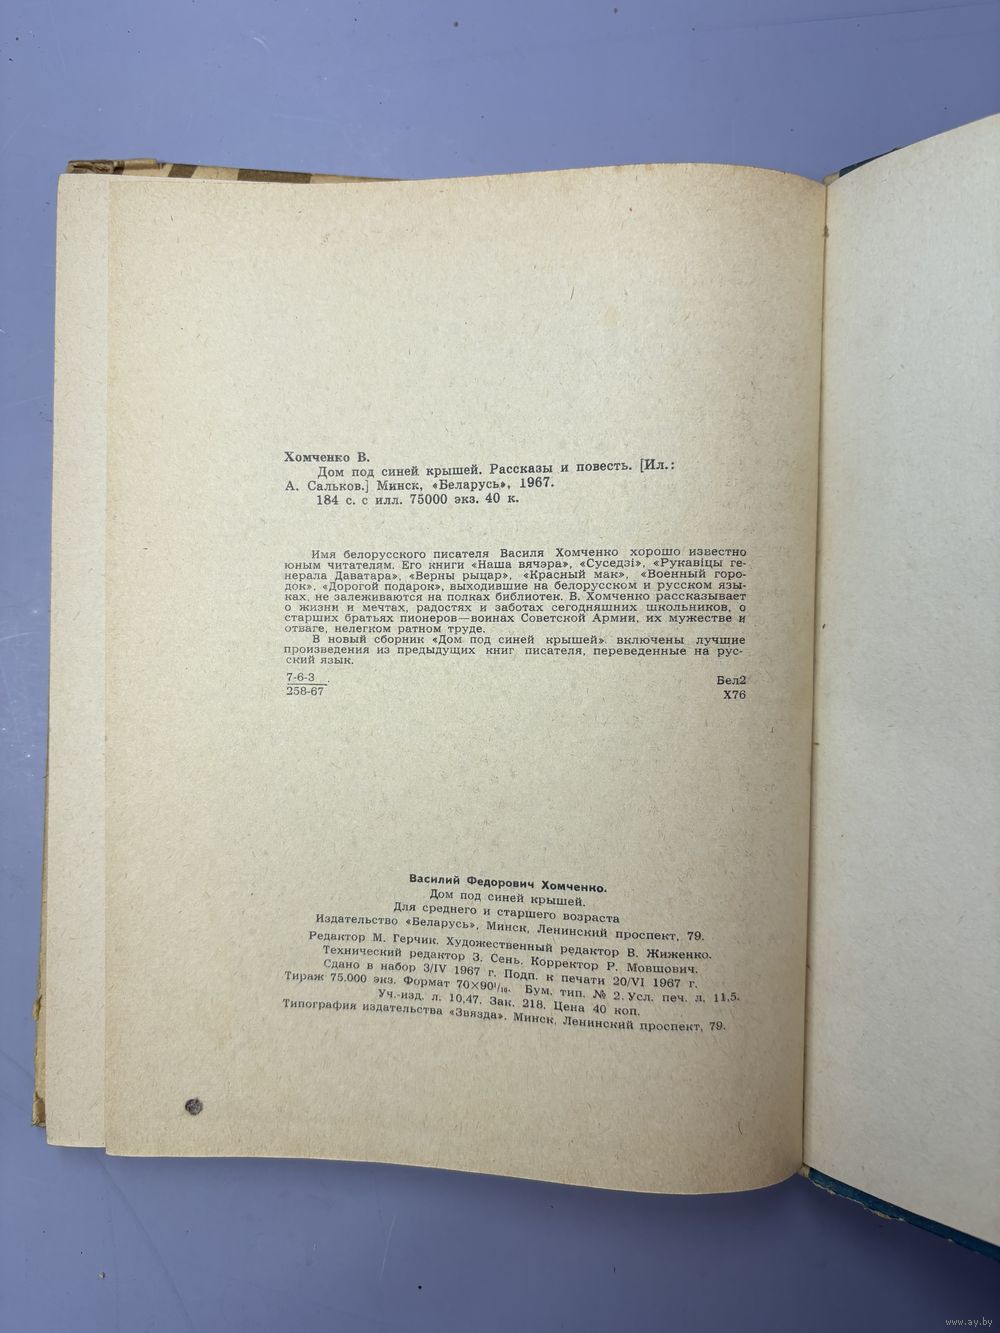 Хомченко В.
Дом под синей крышей. Рассказы и повесть. [Ил.:
А. Сальков.] Минск, «Беларусь», 1967.
184 с. с илл. 75000 экз. 40 к.
Имя белорусского писателя Василя Хомченко хорошо известно
юным читателям. Его книги «Наша вячэра», «Суседзі», «Рукавіцы ге-
нерала Даватара», «Верны рыцар», «Красный мак», «Военный горо-
док», «Дорогой подарок», выходившие на белорусском и русском язы-
ках, не залеживаются на полках библиотек. В. Хомченко рассказывает
о жизни и мечтах, радостях и заботах сегодняшних школьников, о
старших братьях пионеров—воинах Советской Армии, их мужестве и
отваге, нелегком ратном труде.
В новый сборник «Дом под синей крышей» включены лучшие
произведения из предыдущих книг писателя, переведенные на рус-
ский язык.
7-6-3
258-67
Бел2
Х76
Василий Федорович Хомченко.
Дом под синей крышей.
Для среднего и старшего возраста
Издательство «Беларусь», Минск, Ленинский проспект, 79.
Редактор М. Герчик. Художественный редактор В. Жиженко.
Технический редактор З. Сень. Корректор Р. Мовшович.
Сдано в набор 3/IV 1967 г. Подп. к печати 20/VI 1967 г.
Тираж 75.000 экз. Формат 70×90¹/₁₆. Бум. тип. № 2. Усл. печ. л. 11,5.
Уч.-изд. л. 10,47. Зак. 218. Цена 40 коп.
Типография издательства «Звязда», Минск, Ленинский проспект, 79.
www.ay.by